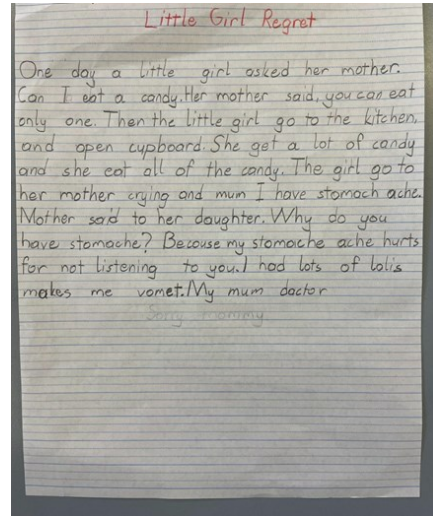 Little Girl Regret
One day a little girl asked her mother.
Can I eat a candy. Her mother said, you can eat
only one. Then the little girl go to the kitchen,
and open cupboard. She get a lot of candy
and she eat all of the candy. The girl go to
her mother crying and mum I have stomach ache.
Mother said to her daughter. Why do you
have stomache? Because my stomaiche ache hurts
for not listening to you. I had lots of lolis
makes me vomet. My mum doctor
Sorry mommy